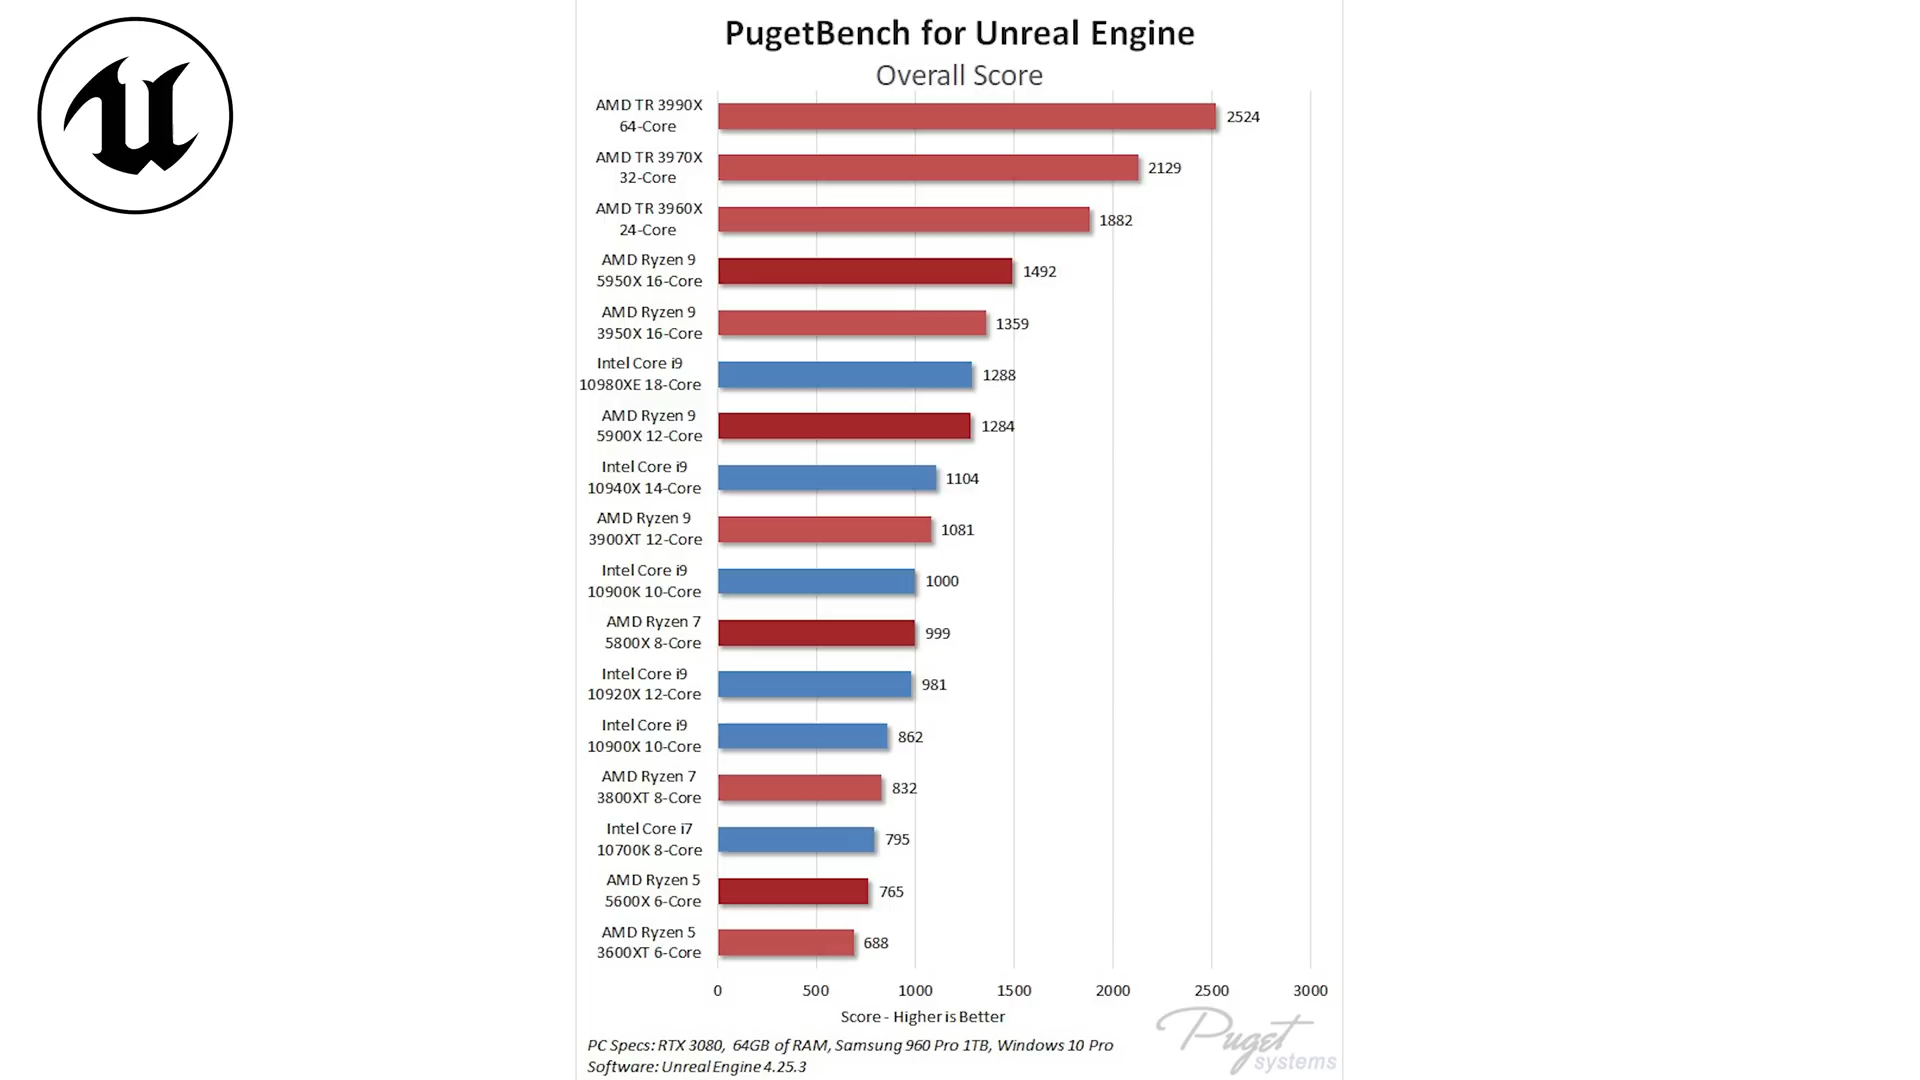 PugetBench for Unreal Engine
Overall Score
AMD TR 3990X
64-Core
2524
AMD TR 3970X
32-Core
2129
AMD TR 3960X
24-Core
1882
AMD Ryzen 9
5950X 16-Core
1492
AMD Ryzen 9
3950X 16-Core
1359
Intel Core i9
10980XE 18-Core
1288
AMD Ryzen 9
5900X 12-Core
1284
Intel Core i9
10940X 14-Core
1104
AMD Ryzen 9
3900XT 12-Core
1081
Intel Core i9
10900K 10-Core
1000
AMD Ryzen 7
5800X 8-Core
999
Intel Core i9
10920X 12-Core
981
Intel Core i9
10900X 10-Core
862
AMD Ryzen 7
3800XT 8-Core
832
Intel Core i7
10700K 8-Core
795
AMD Ryzen 5
5600X 6-Core
765
AMD Ryzen 5
3600XT 6-Core
688
0 500 1000 1500 2000 2500 3000
Score - Higher is Better
PC Specs: RTX 3080, 64GB of RAM, Samsung 960 Pro 1TB, Windows 10 Pro
Software: Unreal Engine 4.25.3
Puget
systems